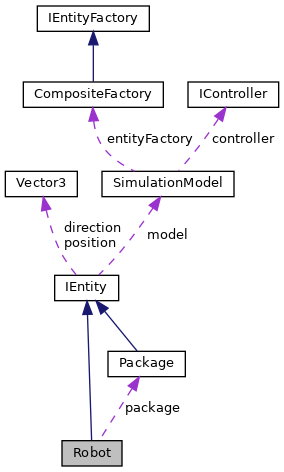 IEntityFactory
CompositeFactory
IController
entityFactory
controller
Vector3
SimulationModel
direction
position
model
IEntity
Package
package
Robot